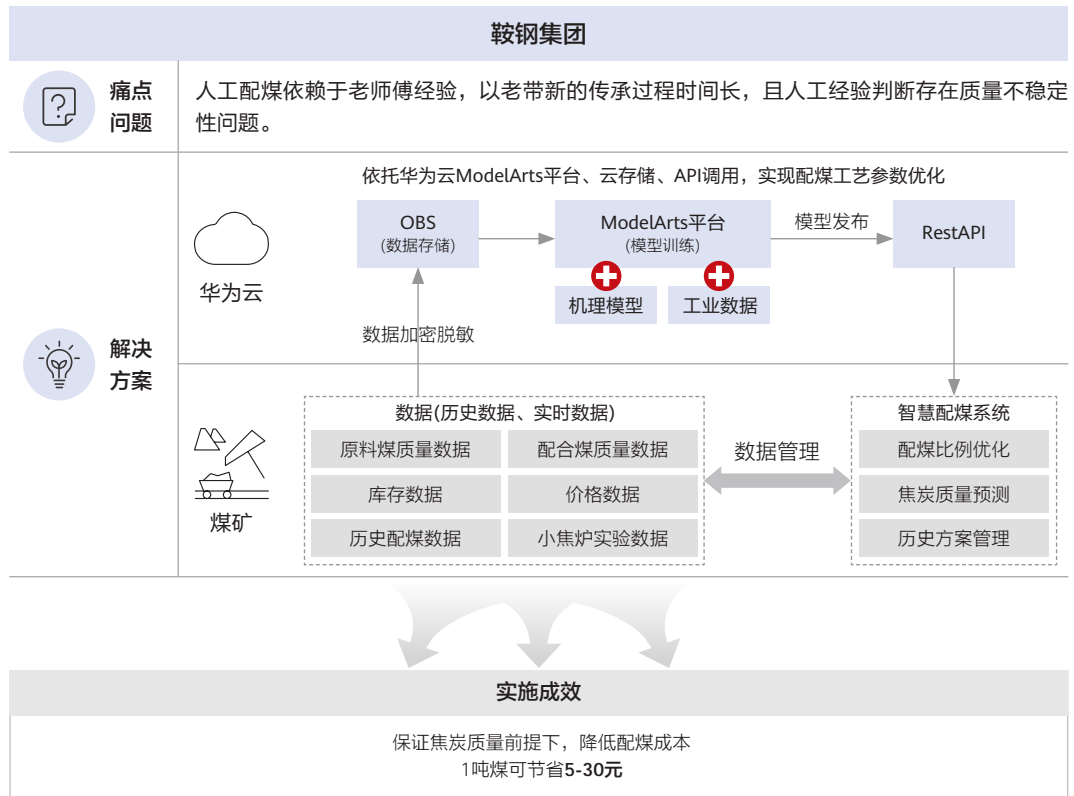 鞍钢集团
痛点
问题
人工配煤依赖于老师傅经验，以老带新的传承过程时间长，且人工经验判断存在质量不稳定
性问题。
解决
方案
依托华为云ModelArts平台、云存储、API调用，实现配煤工艺参数优化
华为云
OBS
(数据存储)
ModelArts平台
(模型训练)
模型发布
RestAPI
机理模型
工业数据
数据加密脱敏
煤矿
数据(历史数据、实时数据)
原料煤质量数据
配合煤质量数据
库存数据
价格数据
历史配煤数据
小焦炉实验数据
数据管理
智慧配煤系统
配煤比例优化
焦炭质量预测
历史方案管理
实施成效
保证焦炭质量前提下，降低配煤成本
1吨煤可节省5-30元